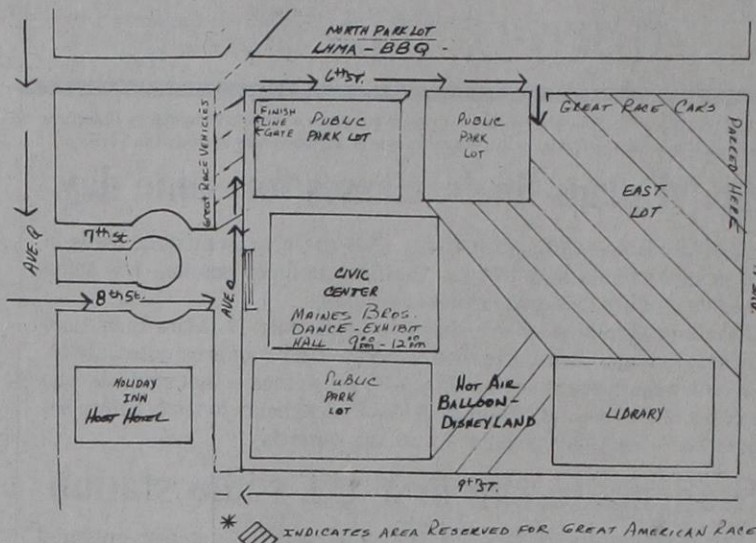 NORTH PARK LOT
LHMA - BBQ -
6th ST.
FINISH
LINE
GATE
PUBLIC
PARK LOT
PUBLIC
PARK
LOT
GREAT RACE CARS
PARKED HERE
EAST
LOT
GREAT RACE VEHICLES
AVE. Q
7th St
8th St.
AVE. O
CIVIC
CENTER
MAINES BROS.
DANCE - EXHIBIT
HALL 9:00 pm - 12:00 pm
HOLIDAY
INN
HOST HOTEL
PUBLIC
PARK
LOT
HOT AIR
BALLOON -
DISNEYLAND
LIBRARY
9th ST.
* INDICATES AREA RESERVED FOR GREAT AMERICAN RACE